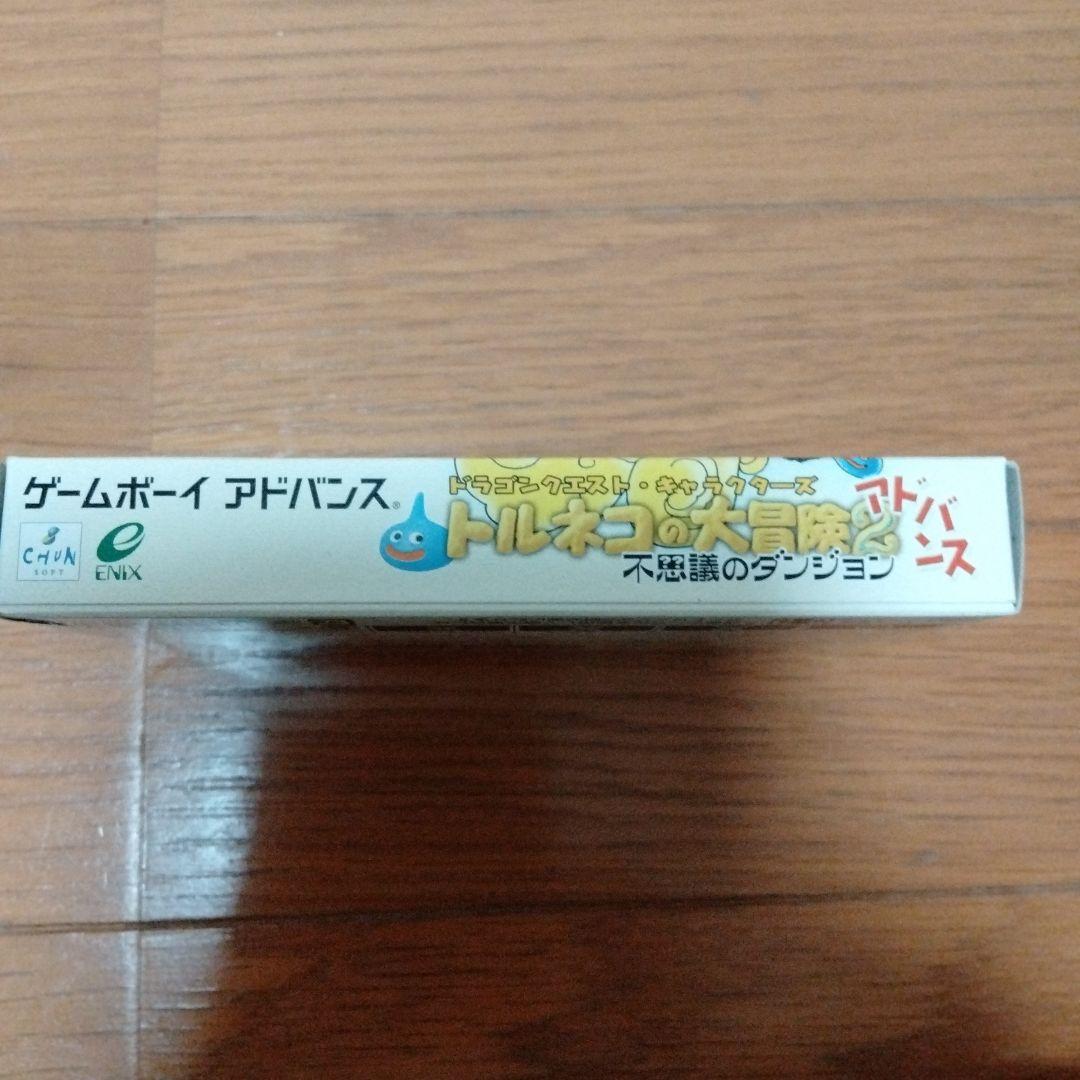 ゲームボーイ アドバンス®
CHUN
SOFT
ENIX
ドラゴンクエスト・キャラクターズ
トルネコの大冒険2
アドバンス
不思議のダンジョン